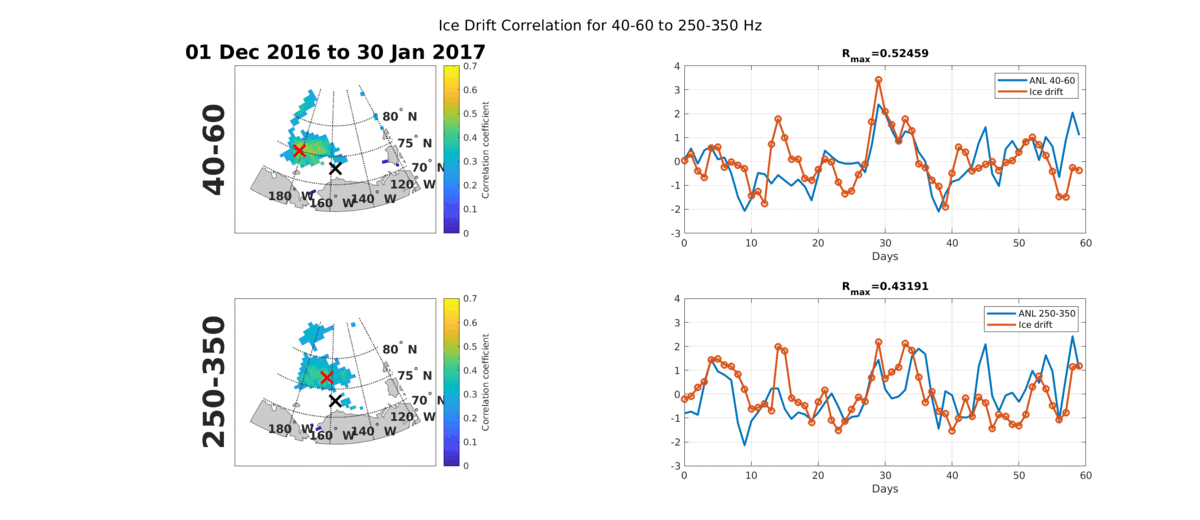 Ice Drift Correlation for 40-60 to 250-350 Hz
01 Dec 2016 to 30 Jan 2017
40-60
80° N
75° N
70° N
120° W
180° W
160° W
140° W
0.7
0.6
0.5
0.4
0.3
0.2
0.1
0
Correlation coefficient
Rmax=0.52459
ANL 40-60
Ice drift
4
3
2
1
0
-1
-2
-3
0 10 20 30 40 50 60
Days
250-350
80° N
75° N
70° N
120° W
180° W
160° W
140° W
0.7
0.6
0.5
0.4
0.3
0.2
0.1
0
Correlation coefficient
Rmax=0.43191
ANL 250-350
Ice drift
4
3
2
1
0
-1
-2
-3
0 10 20 30 40 50 60
Days